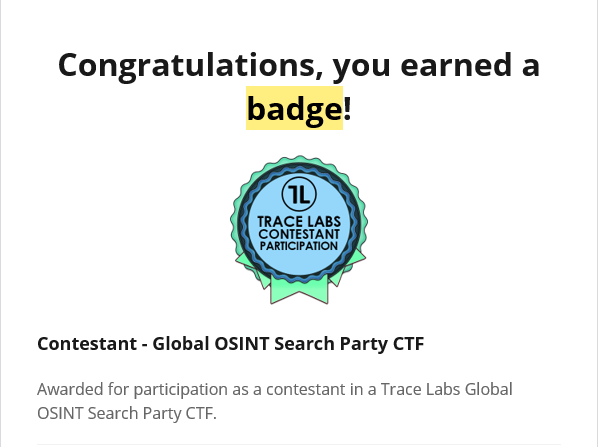 Congratulations, you earned a
badge!
TL
TRACE LABS
CONTESTANT
PARTICIPATION
Contestant - Global OSINT Search Party CTF
Awarded for participation as a contestant in a Trace Labs Global
OSINT Search Party CTF.